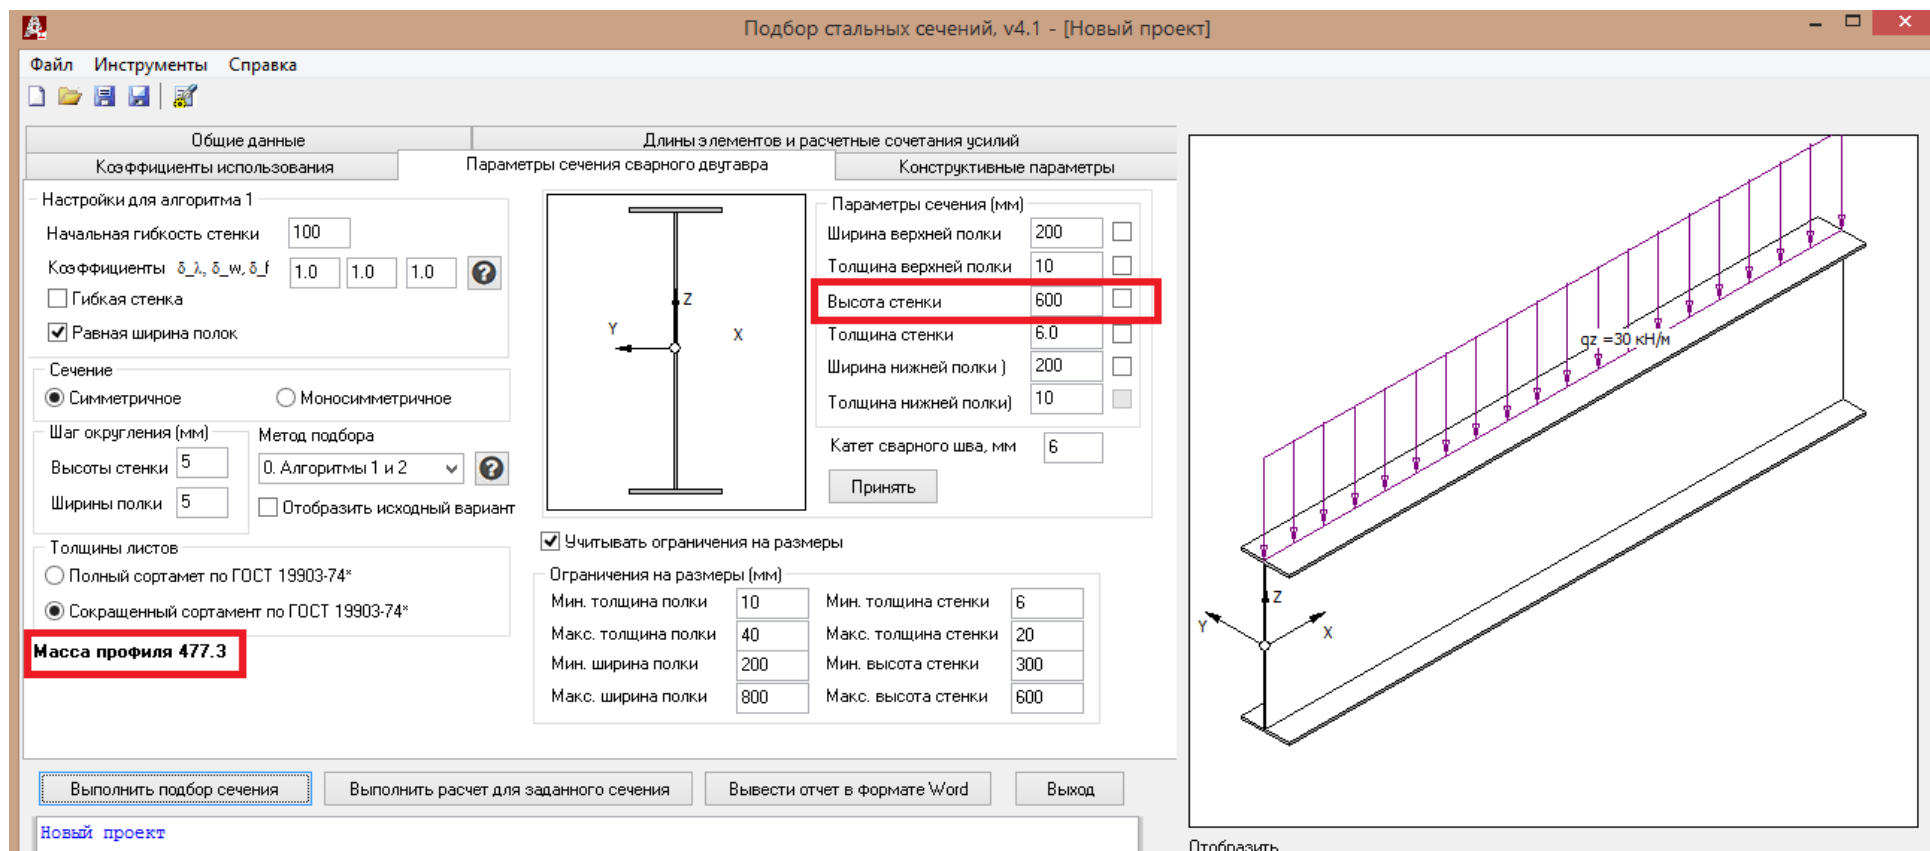 Подбор стальных сечений, v4.1 - [Новый проект]
Файл Инструменты Справка
Общие данные
Длины элементов и расчетные сочетания усилий
Коэффициенты использования
Параметры сечения сварного двутавра
Конструктивные параметры
Настройки для алгоритма 1
Начальная гибкость стенки 100
Коэффициенты δ_λ, δ_w, δ_f 1.0 1.0 1.0
Гибкая стенка
Равная ширина полок
Сечение
Симметричное
Моносимметричное
Шаг округления (мм)
Высоты стенки 5
Ширины полки 5
Метод подбора
0. Алгоритмы 1 и 2
Отобразить исходный вариант
Толщины листов
Полный сортамет по ГОСТ 19903-74*
Сокращенный сортамент по ГОСТ 19903-74*
Масса профиля 477.3
Z
Y
X
Параметры сечения (мм)
Ширина верхней полки 200
Толщина верхней полки 10
Высота стенки 600
Толщина стенки 6.0
Ширина нижней полки ) 200
Толщина нижней полки) 10
Катет сварного шва, мм 6
Принять
Учитывать ограничения на размеры
Ограничения на размеры (мм)
Мин. толщина полки 10 Мин. толщина стенки 6
Макс. толщина полки 40 Макс. толщина стенки 20
Мин. ширина полки 200 Мин. высота стенки 300
Макс. ширина полки 800 Макс. высота стенки 600
qz =30 кН/м
Z
Y
X
Выполнить подбор сечения
Выполнить расчет для заданного сечения
Вывести отчет в формате Word
Выход
Новый проект
Отобразить